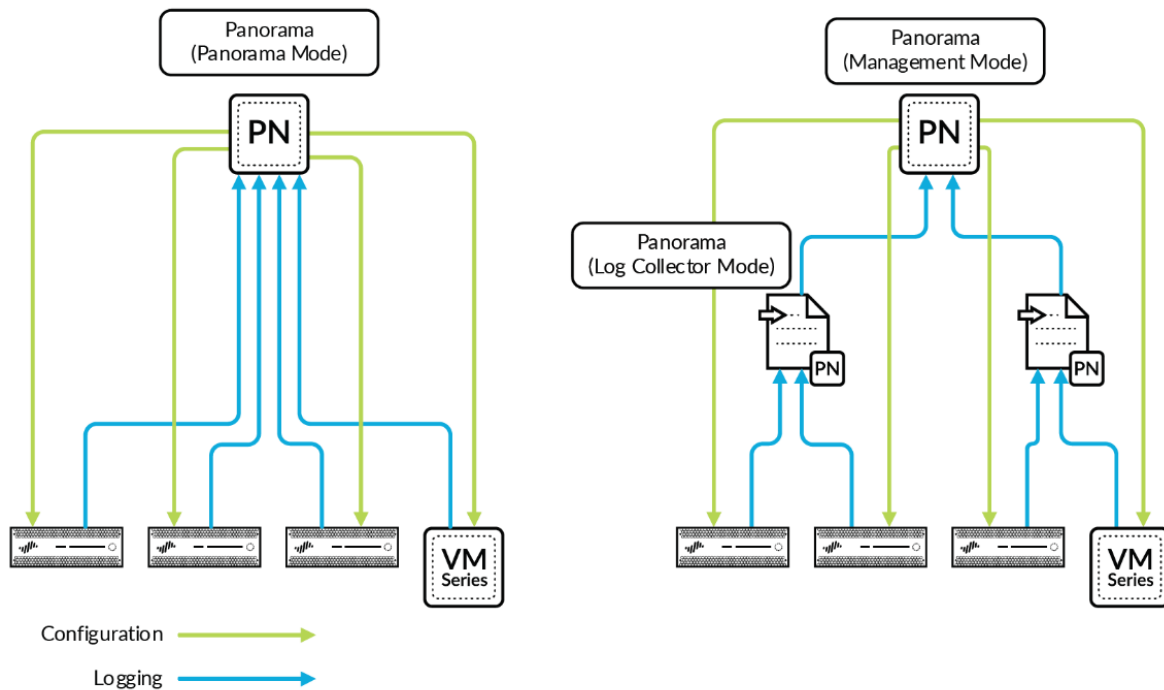 Panorama
(Panorama Mode)
PN
VM
Series
Panorama
(Management Mode)
PN
Panorama
(Log Collector Mode)
PN
PN
VM
Series
Configuration
Logging